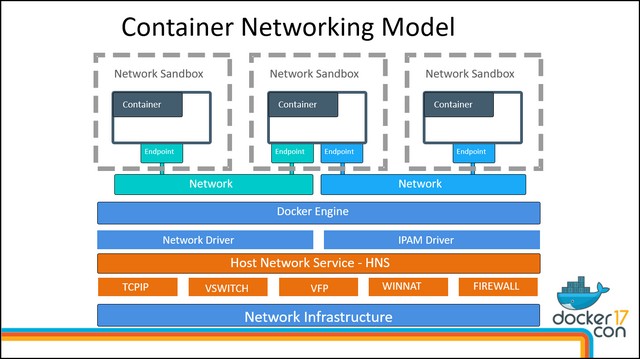 Container Networking Model
Network Sandbox Network Sandbox Network Sandbox
Container Container Container
Endpoint Endpoint Endpoint Endpoint
Network Network
Docker Engine
Network Driver IPAM Driver
Host Network Service - HNS
TCPIP VSWITCH VFP WINNAT FIREWALL
Network Infrastructure
docker 17
con